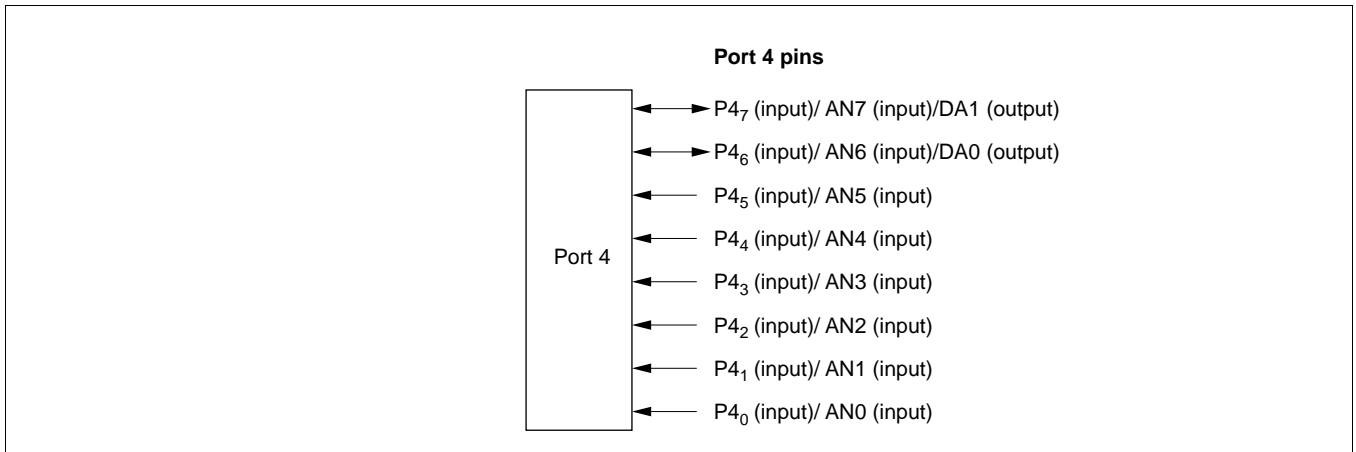 Port 4 pins
P4₇ (input)/ AN7 (input)/DA1 (output)
P4₆ (input)/ AN6 (input)/DA0 (output)
P4₅ (input)/ AN5 (input)
P4₄ (input)/ AN4 (input)
Port 4
P4₃ (input)/ AN3 (input)
P4₂ (input)/ AN2 (input)
P4₁ (input)/ AN1 (input)
P4₀ (input)/ AN0 (input)